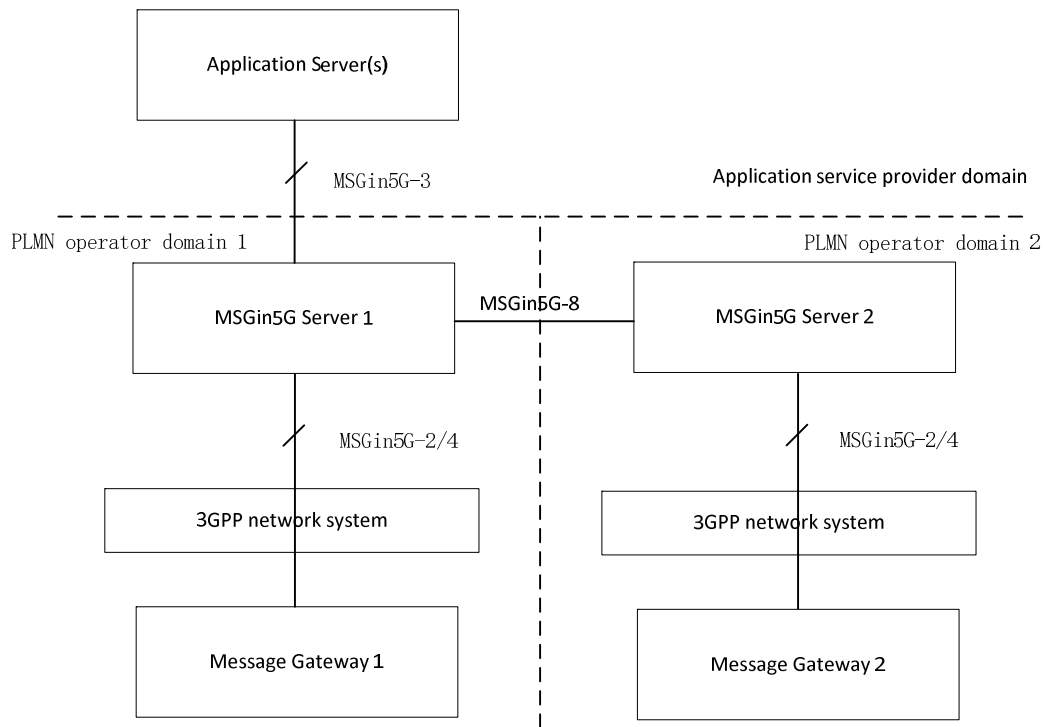 Application Server(s)
MSGin5G-3
Application service provider domain
PLMN operator domain 1
PLMN operator domain 2
MSGin5G Server 1
MSGin5G-8
MSGin5G Server 2
MSGin5G-2/4
MSGin5G-2/4
3GPP network system
3GPP network system
Message Gateway 1
Message Gateway 2